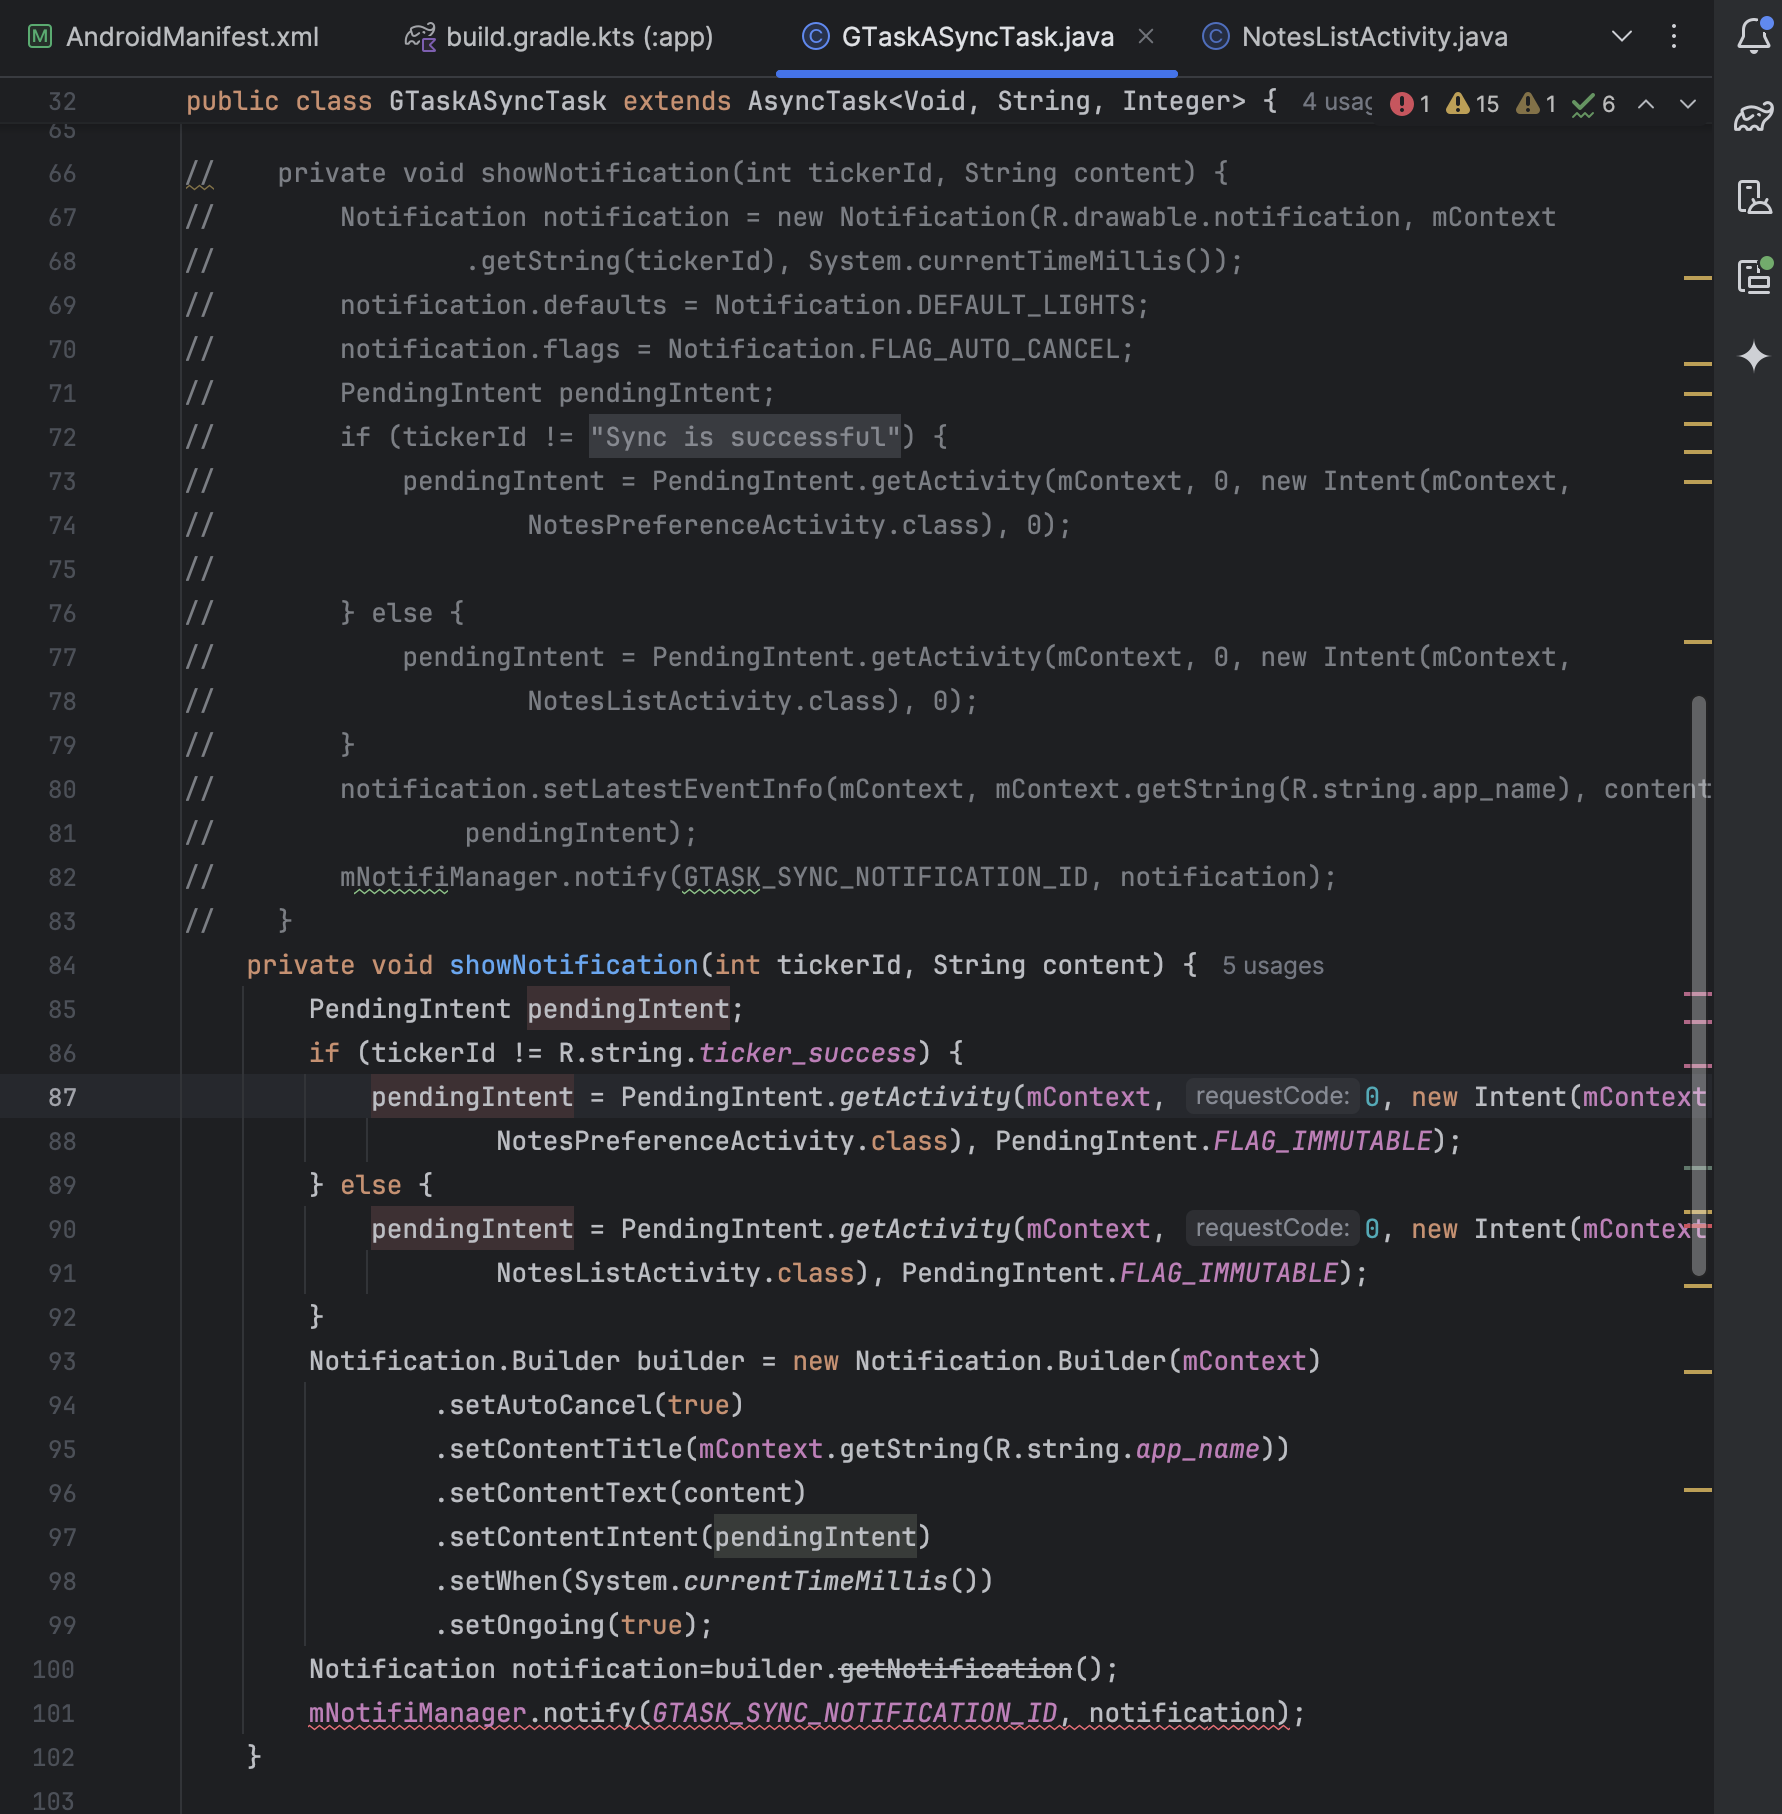 AndroidManifest.xml build.gradle.kts (:app) GTaskASyncTask.java NotesListActivity.java
32 public class GTaskASyncTask extends AsyncTask<Void, String, Integer> { 4 usag 1 15 1 6
65
66 //    private void showNotification(int tickerId, String content) {
67 //        Notification notification = new Notification(R.drawable.notification, mContext
68 //                .getString(tickerId), System.currentTimeMillis());
69 //        notification.defaults = Notification.DEFAULT_LIGHTS;
70 //        notification.flags = Notification.FLAG_AUTO_CANCEL;
71 //        PendingIntent pendingIntent;
72 //        if (tickerId != "Sync is successful") {
73 //            pendingIntent = PendingIntent.getActivity(mContext, 0, new Intent(mContext,
74 //                    NotesPreferenceActivity.class), 0);
75 //
76 //        } else {
77 //            pendingIntent = PendingIntent.getActivity(mContext, 0, new Intent(mContext,
78 //                    NotesListActivity.class), 0);
79 //        }
80 //        notification.setLatestEventInfo(mContext, mContext.getString(R.string.app_name), content
81 //                pendingIntent);
82 //        mNotifiManager.notify(GTASK_SYNC_NOTIFICATION_ID, notification);
83 //    }
84     private void showNotification(int tickerId, String content) { 5 usages
85         PendingIntent pendingIntent;
86         if (tickerId != R.string.ticker_success) {
87             pendingIntent = PendingIntent.getActivity(mContext, requestCode: 0, new Intent(mContext
88                     NotesPreferenceActivity.class), PendingIntent.FLAG_IMMUTABLE);
89         } else {
90             pendingIntent = PendingIntent.getActivity(mContext, requestCode: 0, new Intent(mContext
91                     NotesListActivity.class), PendingIntent.FLAG_IMMUTABLE);
92         }
93         Notification.Builder builder = new Notification.Builder(mContext)
94                 .setAutoCancel(true)
95                 .setContentTitle(mContext.getString(R.string.app_name))
96                 .setContentText(content)
97                 .setContentIntent(pendingIntent)
98                 .setWhen(System.currentTimeMillis())
99                 .setOngoing(true);
100         Notification notification=builder.getNotification();
101         mNotifiManager.notify(GTASK_SYNC_NOTIFICATION_ID, notification);
102     }
103